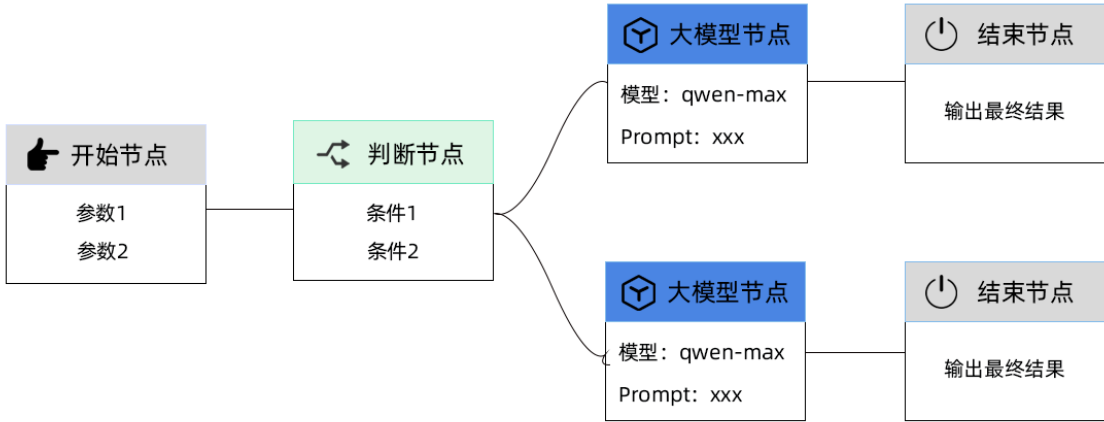 开始节点
参数1
参数2
判断节点
条件1
条件2
大模型节点
模型：qwen-max
Prompt：xxx
结束节点
输出最终结果
大模型节点
模型：qwen-max
Prompt：xxx
结束节点
输出最终结果